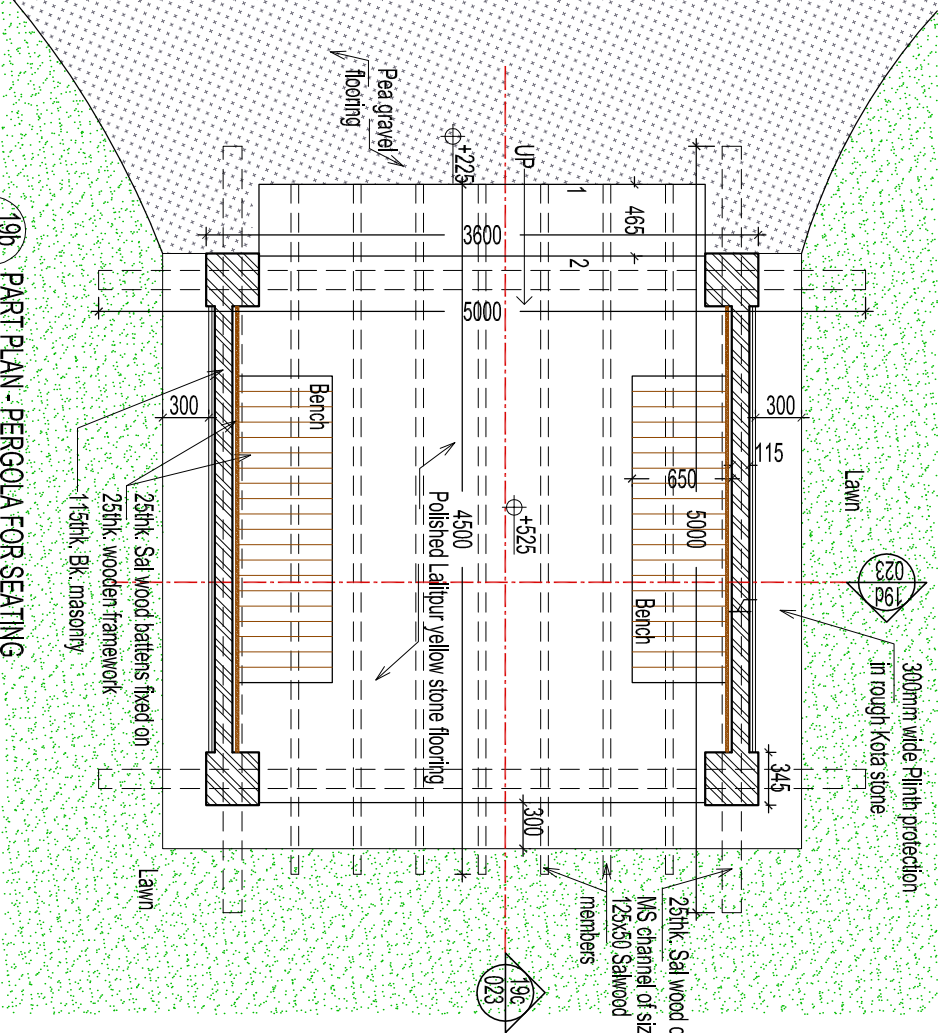 Pea gravel
flooring
+225
UP
1
2
465
3600
5000
300
300
115
650
5000
Bench
Bench
4500
+525
Polished Lalitpur yellow stone flooring
Lawn
023
19d
300mm wide Plinth protection
in rough Kota stone
345
300
25thk. Sal wood battens fixed on
25thk. wooden framework
115thk. Bk. masonry
Lawn
25thk. Sal wood
MS channel of
125x50 Salwood
members
19c
023
19b
PART PLAN - PERGOLA FOR SEATING